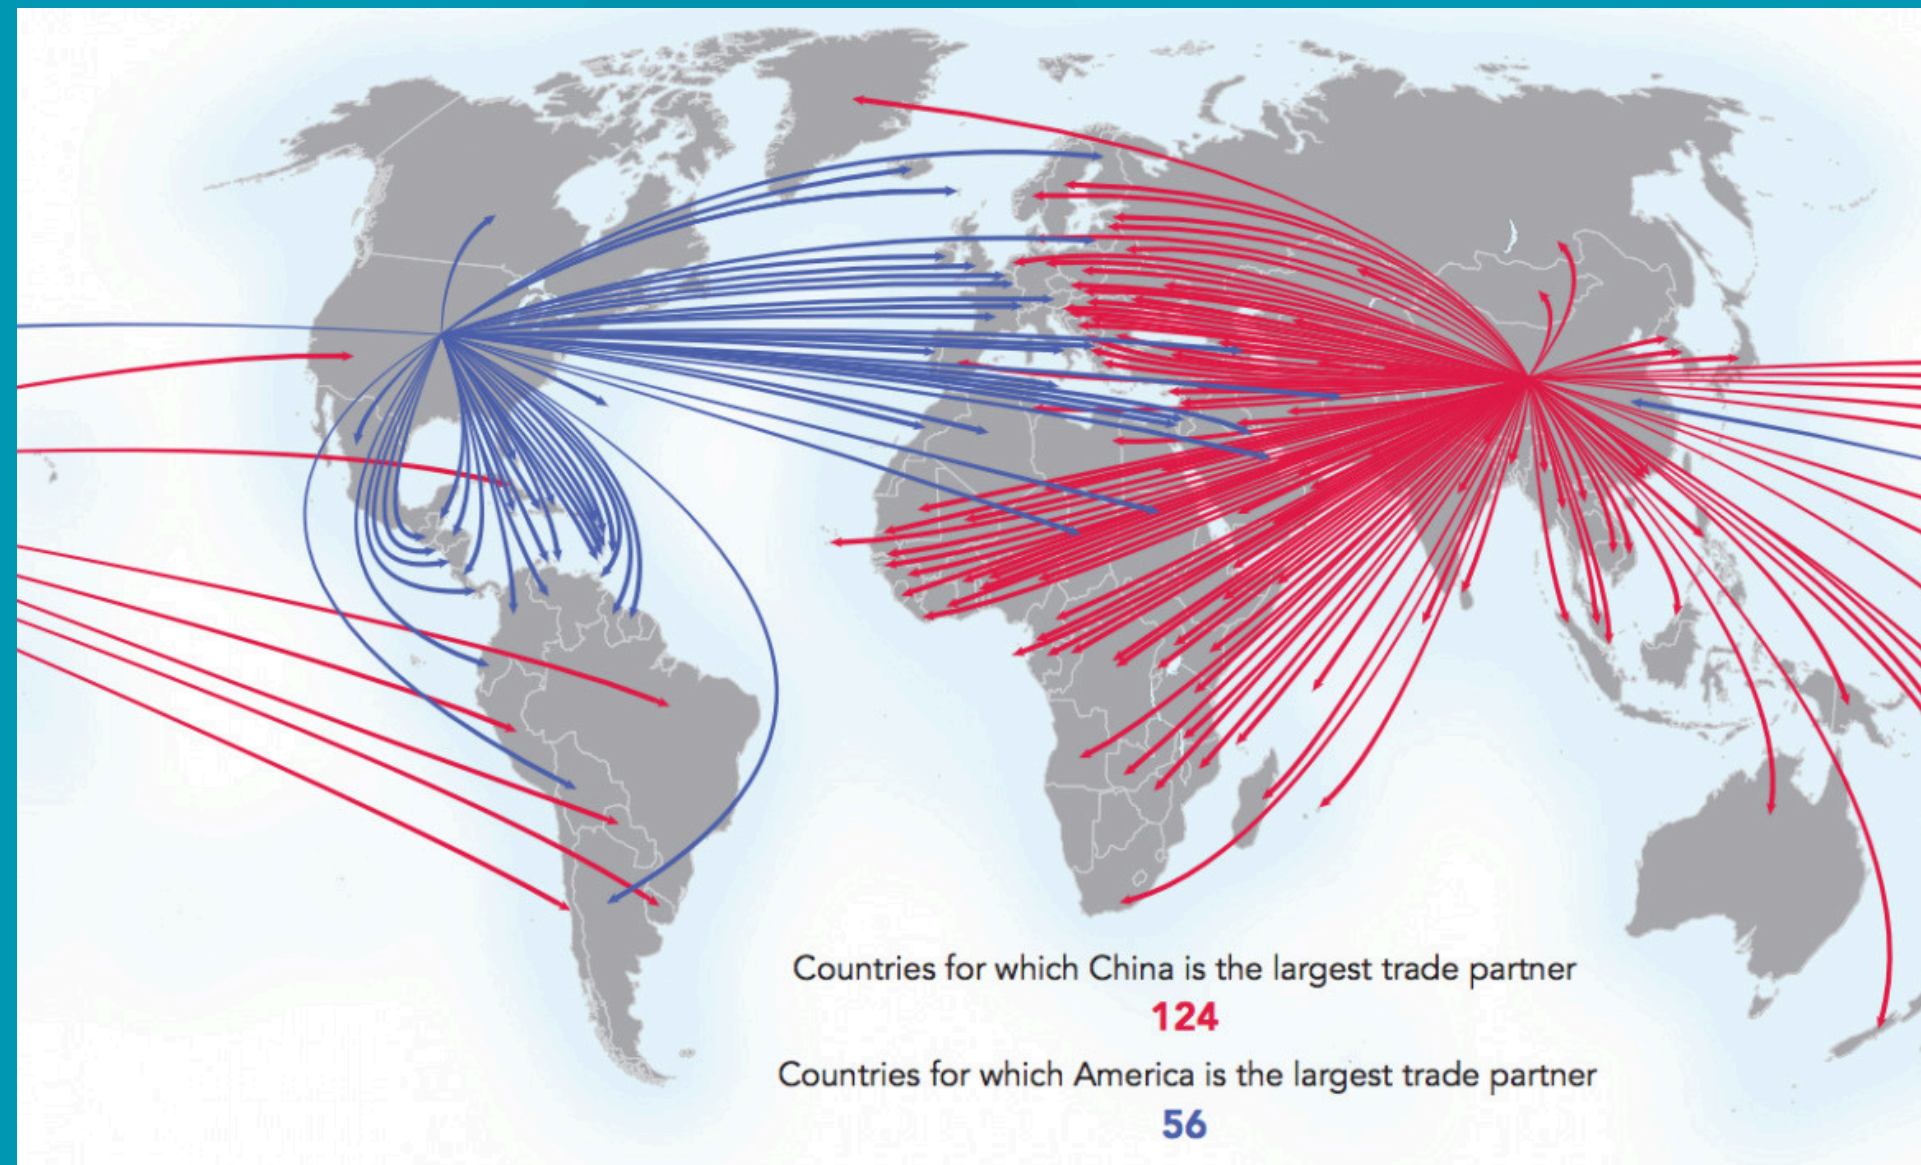 Countries for which China is the largest trade partner
124
Countries for which America is the largest trade partner
56